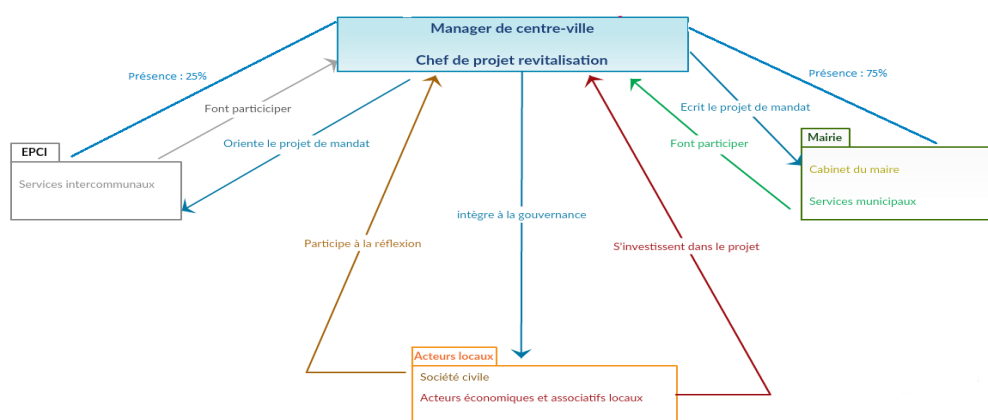 Manager de centre-ville
Chef de projet revitalisation
Présence : 25%
Présence : 75%
Font particiciper
Ecrit le projet de mandat
Oriente le projet de mandat
Font participer
EPCI
Services intercommunaux
Mairie
Cabinet du maire
Services municipaux
intègre à la gouvernance
Participe à la réflexion
S'investissent dans le projet
Acteurs locaux
Société civile
Acteurs économiques et associatifs locaux